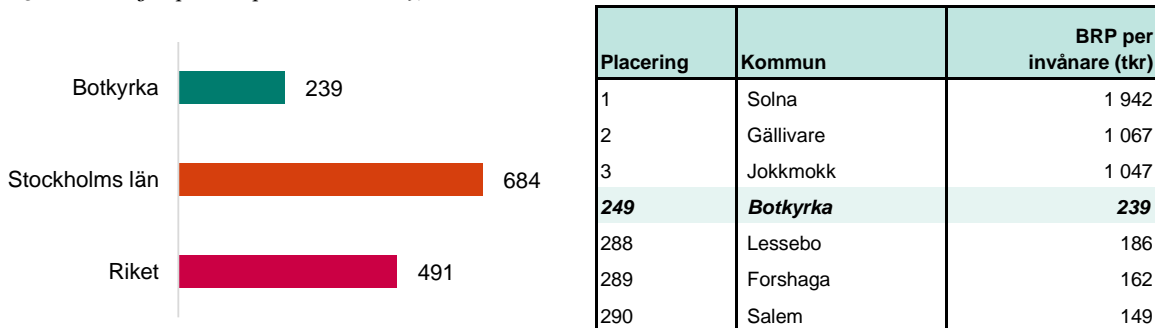 Botkyrka 239
Stockholms län 684
Riket 491
Placering Kommun BRP per invånare (tkr)
1 Solna 1 942
2 Gällivare 1 067
3 Jokkmokk 1 047
249 Botkyrka 239
288 Lessebo 186
289 Forshaga 162
290 Salem 149